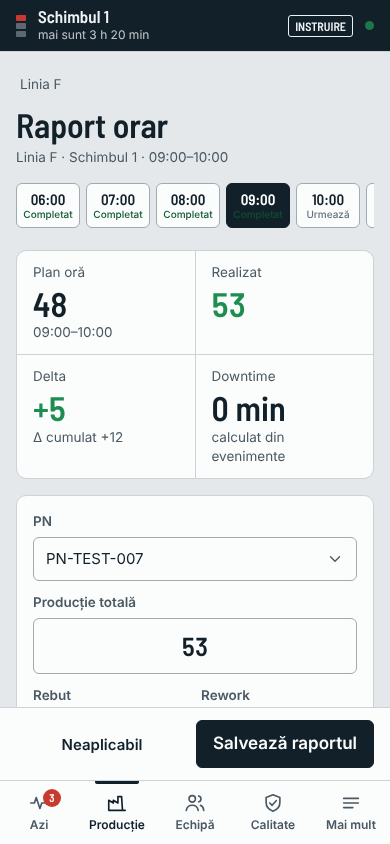 Schimbul 1
mai sunt 3 h 20 min
INSTRUIRE
Linia F
Raport orar
Linia F · Schimbul 1 · 09:00–10:00
06:00 07:00 08:00 09:00 10:00
Completat Completat Completat Completat Urmează
Plan oră
48
09:00–10:00
Realizat
53
Delta
+5
Δ cumulat +12
Downtime
0 min
calculat din
evenimente
PN
PN-TEST-007
Producție totală
53
Rebut Rework
Neaplicabil Salvează raportul
3
Azi Producție Echipă Calitate Mai mult